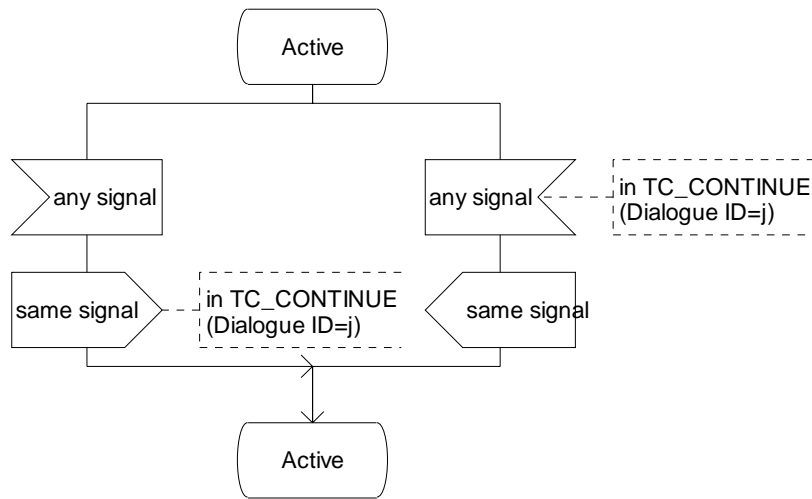 Active
any signal
any signal
in TC_CONTINUE
(Dialogue ID=j)
same signal
in TC_CONTINUE
(Dialogue ID=j)
same signal
Active